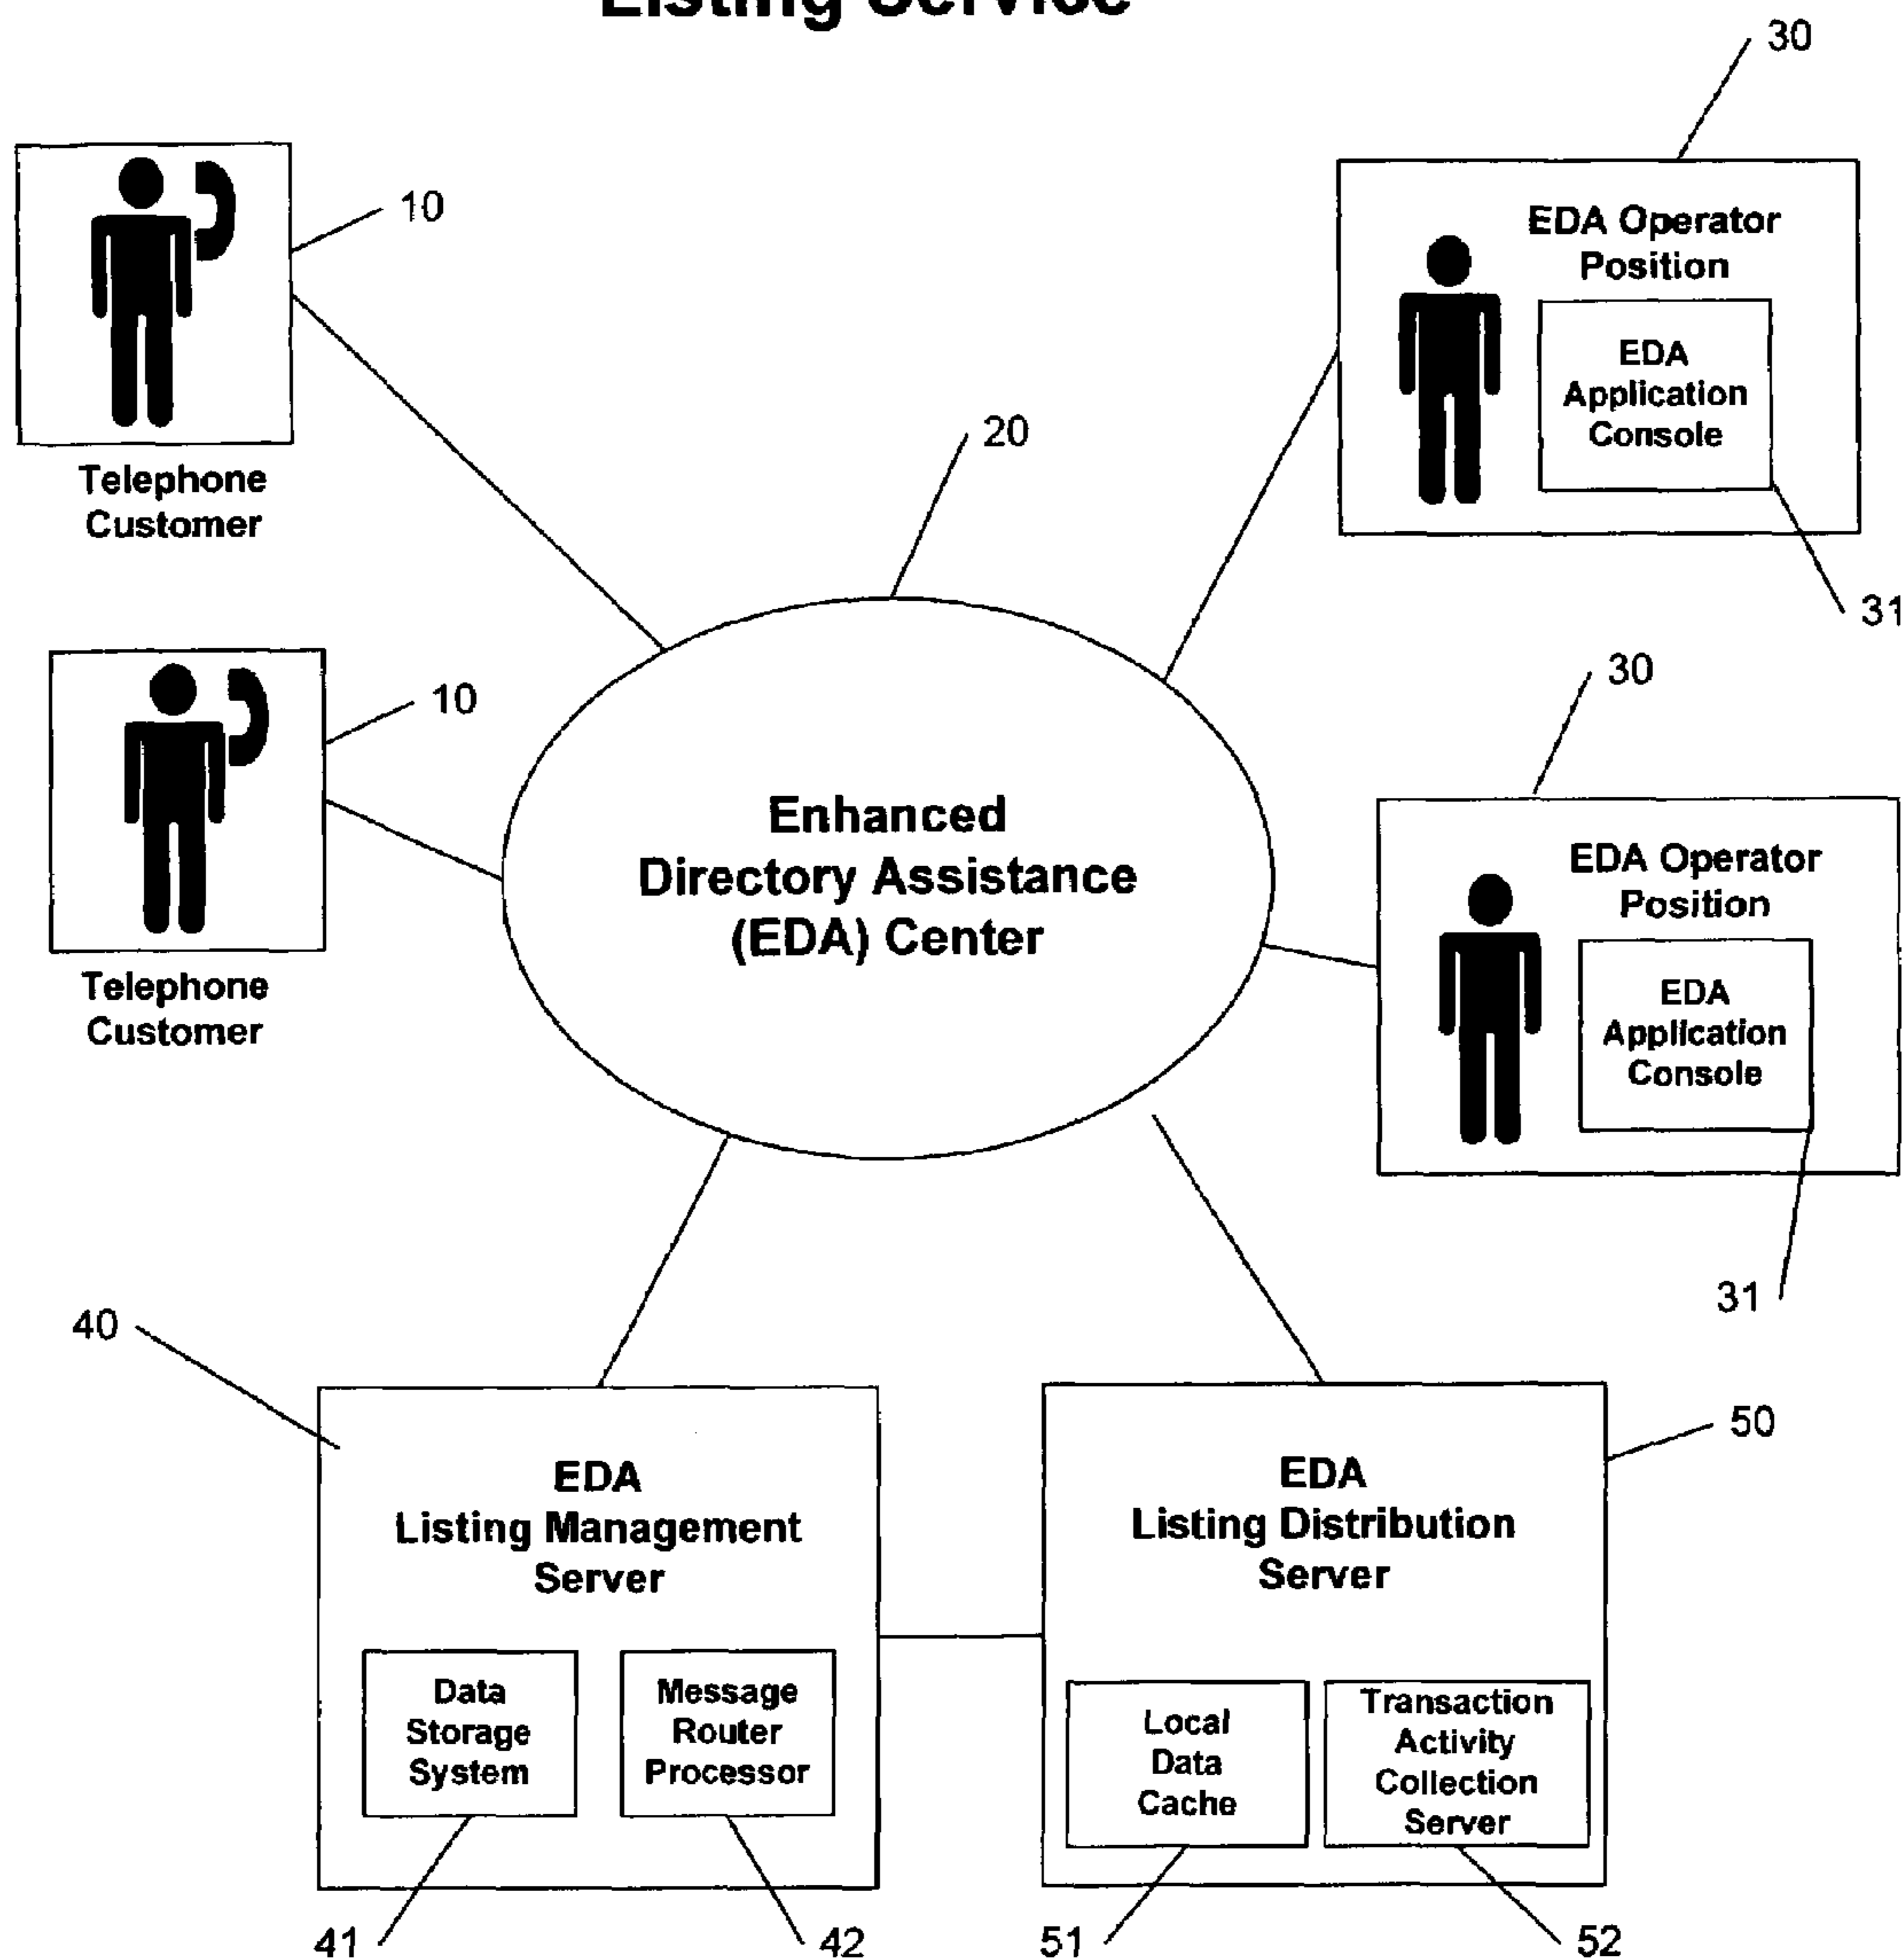 Listing Service
30
10
EDA Operator
Position
EDA
Application
Console
20
Telephone
Customer
31
30
10
Enhanced
Directory Assistance
(EDA) Center
EDA Operator
Position
EDA
Application
Console
Telephone
Customer
31
40
50
EDA
Listing Management
Server
EDA
Listing Distribution
Server
Data
Storage
System
Message
Router
Processor
Local
Data
Cache
Transaction
Activity
Collection
Server
41
42
51
52